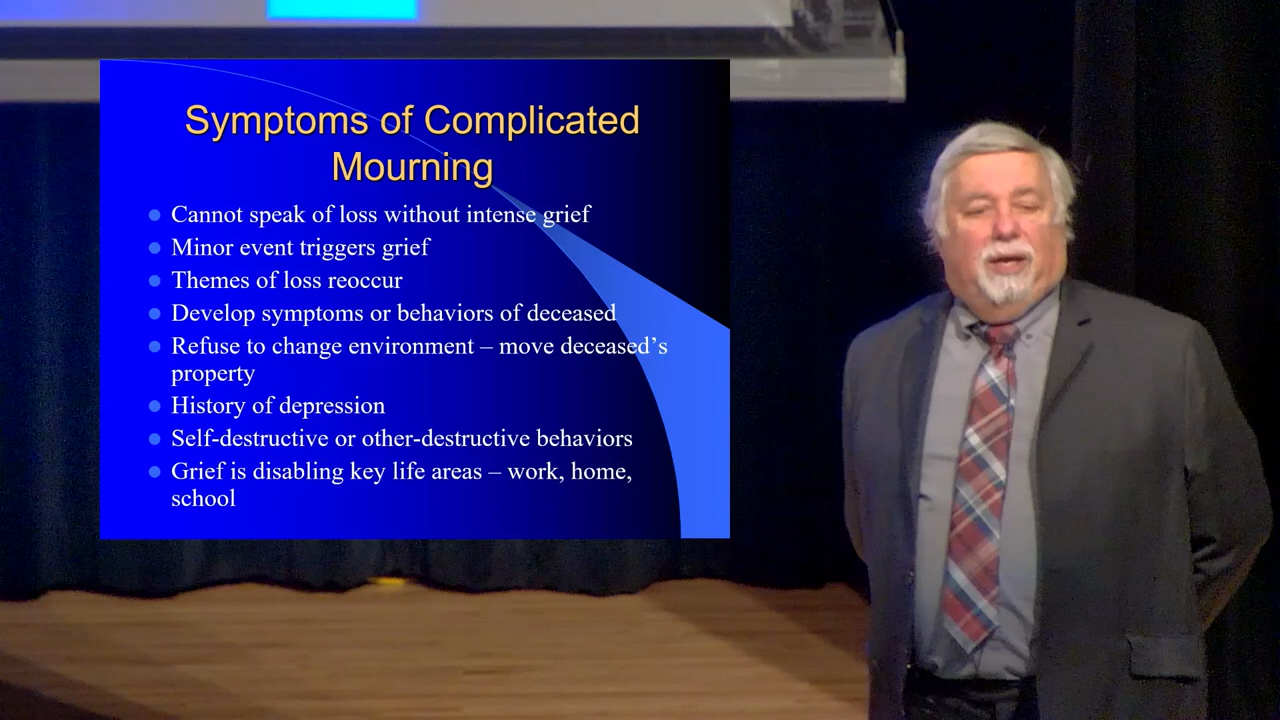 Symptoms of Complicated
Mourning
Cannot speak of loss without intense grief
Minor event triggers grief
Themes of loss reoccur
Develop symptoms or behaviors of deceased
Refuse to change environment – move deceased’s
property
History of depression
Self-destructive or other-destructive behaviors
Grief is disabling key life areas – work, home,
school